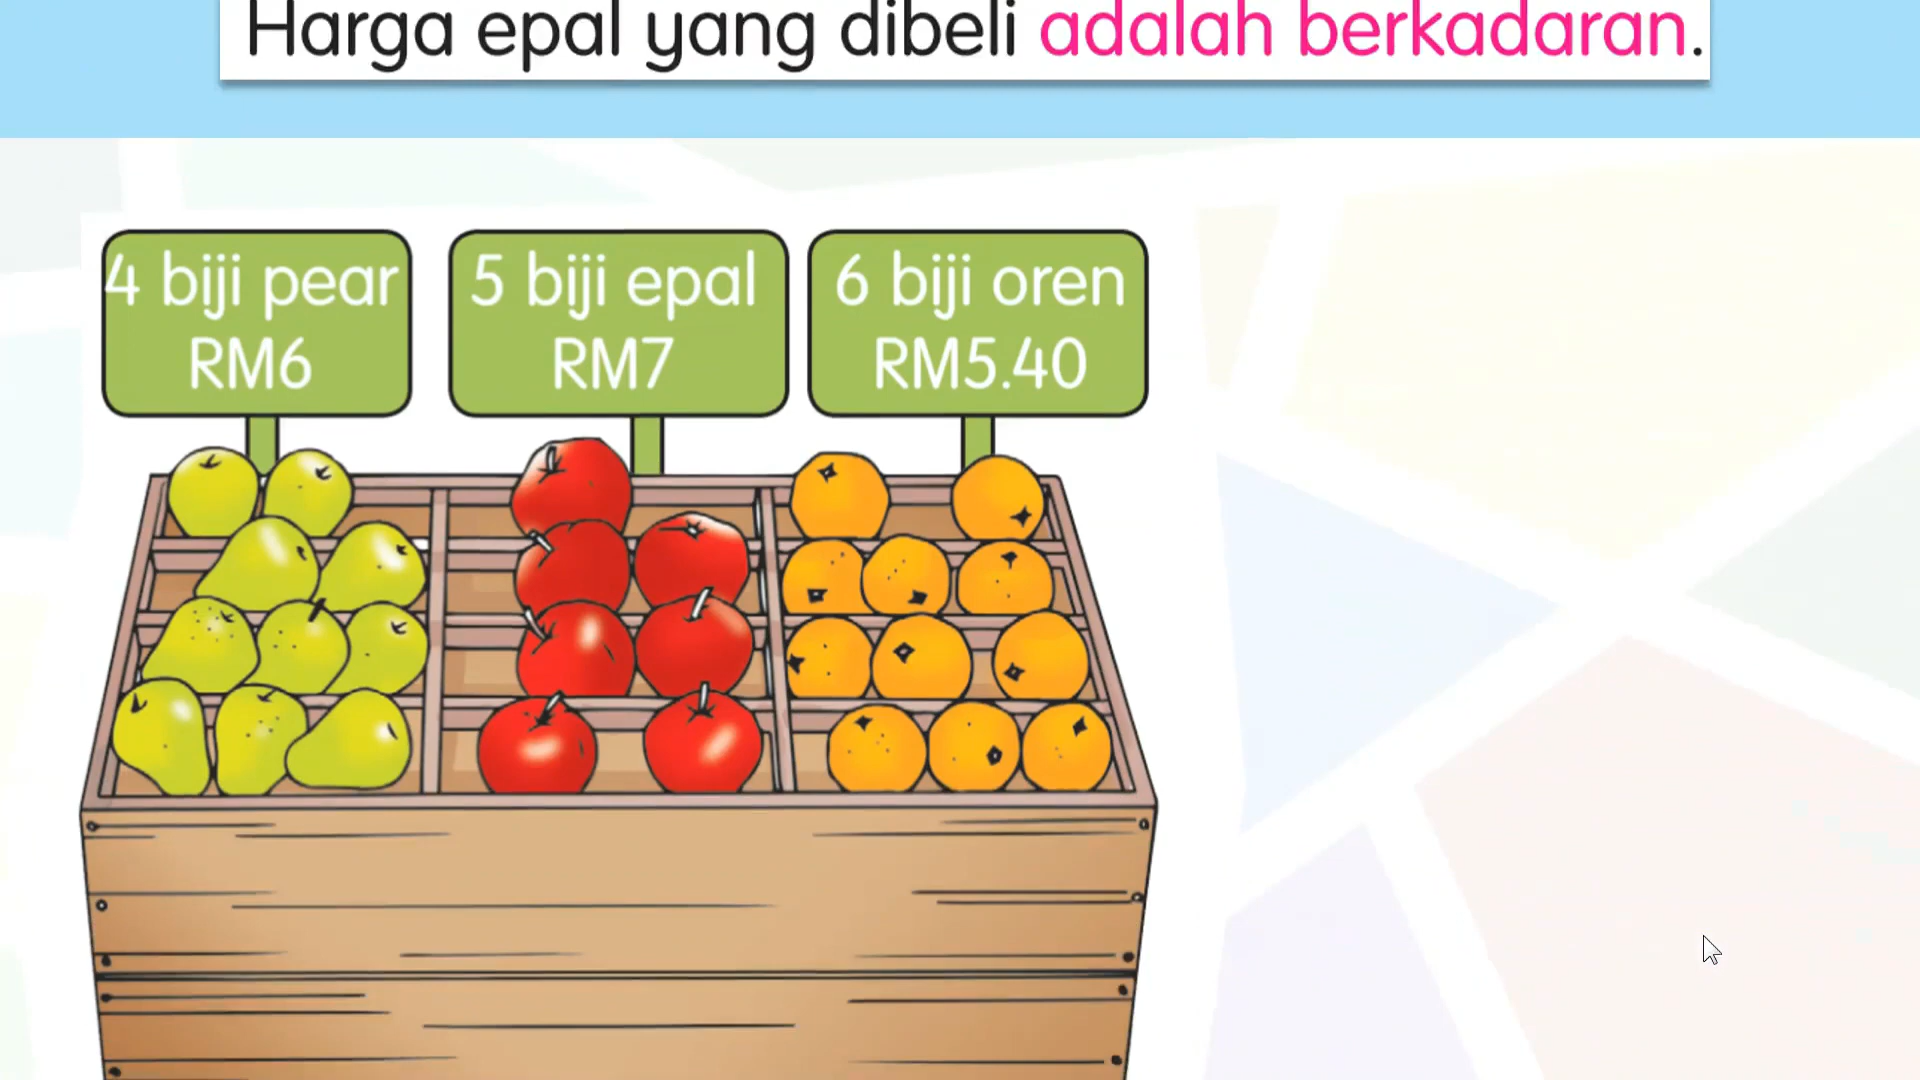 Harga epal yang dibeli adalah berkadaran.
4 biji pear
RM6
5 biji epal
RM7
6 biji oren
RM5.40